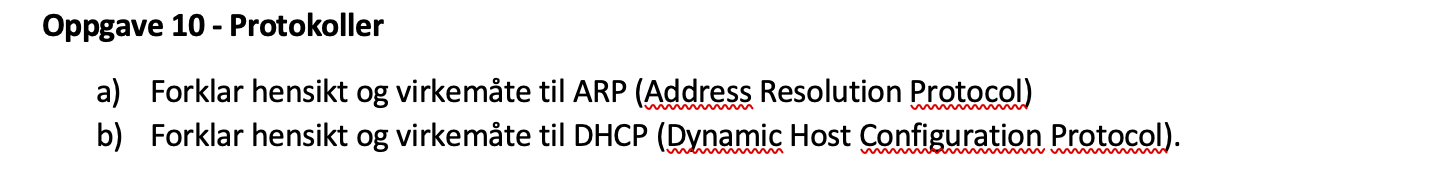 Oppgave 10 - Protokoller
a) Forklar hensikt og virkemåte til ARP (Address Resolution Protocol)
b) Forklar hensikt og virkemåte til DHCP (Dynamic Host Configuration Protocol).